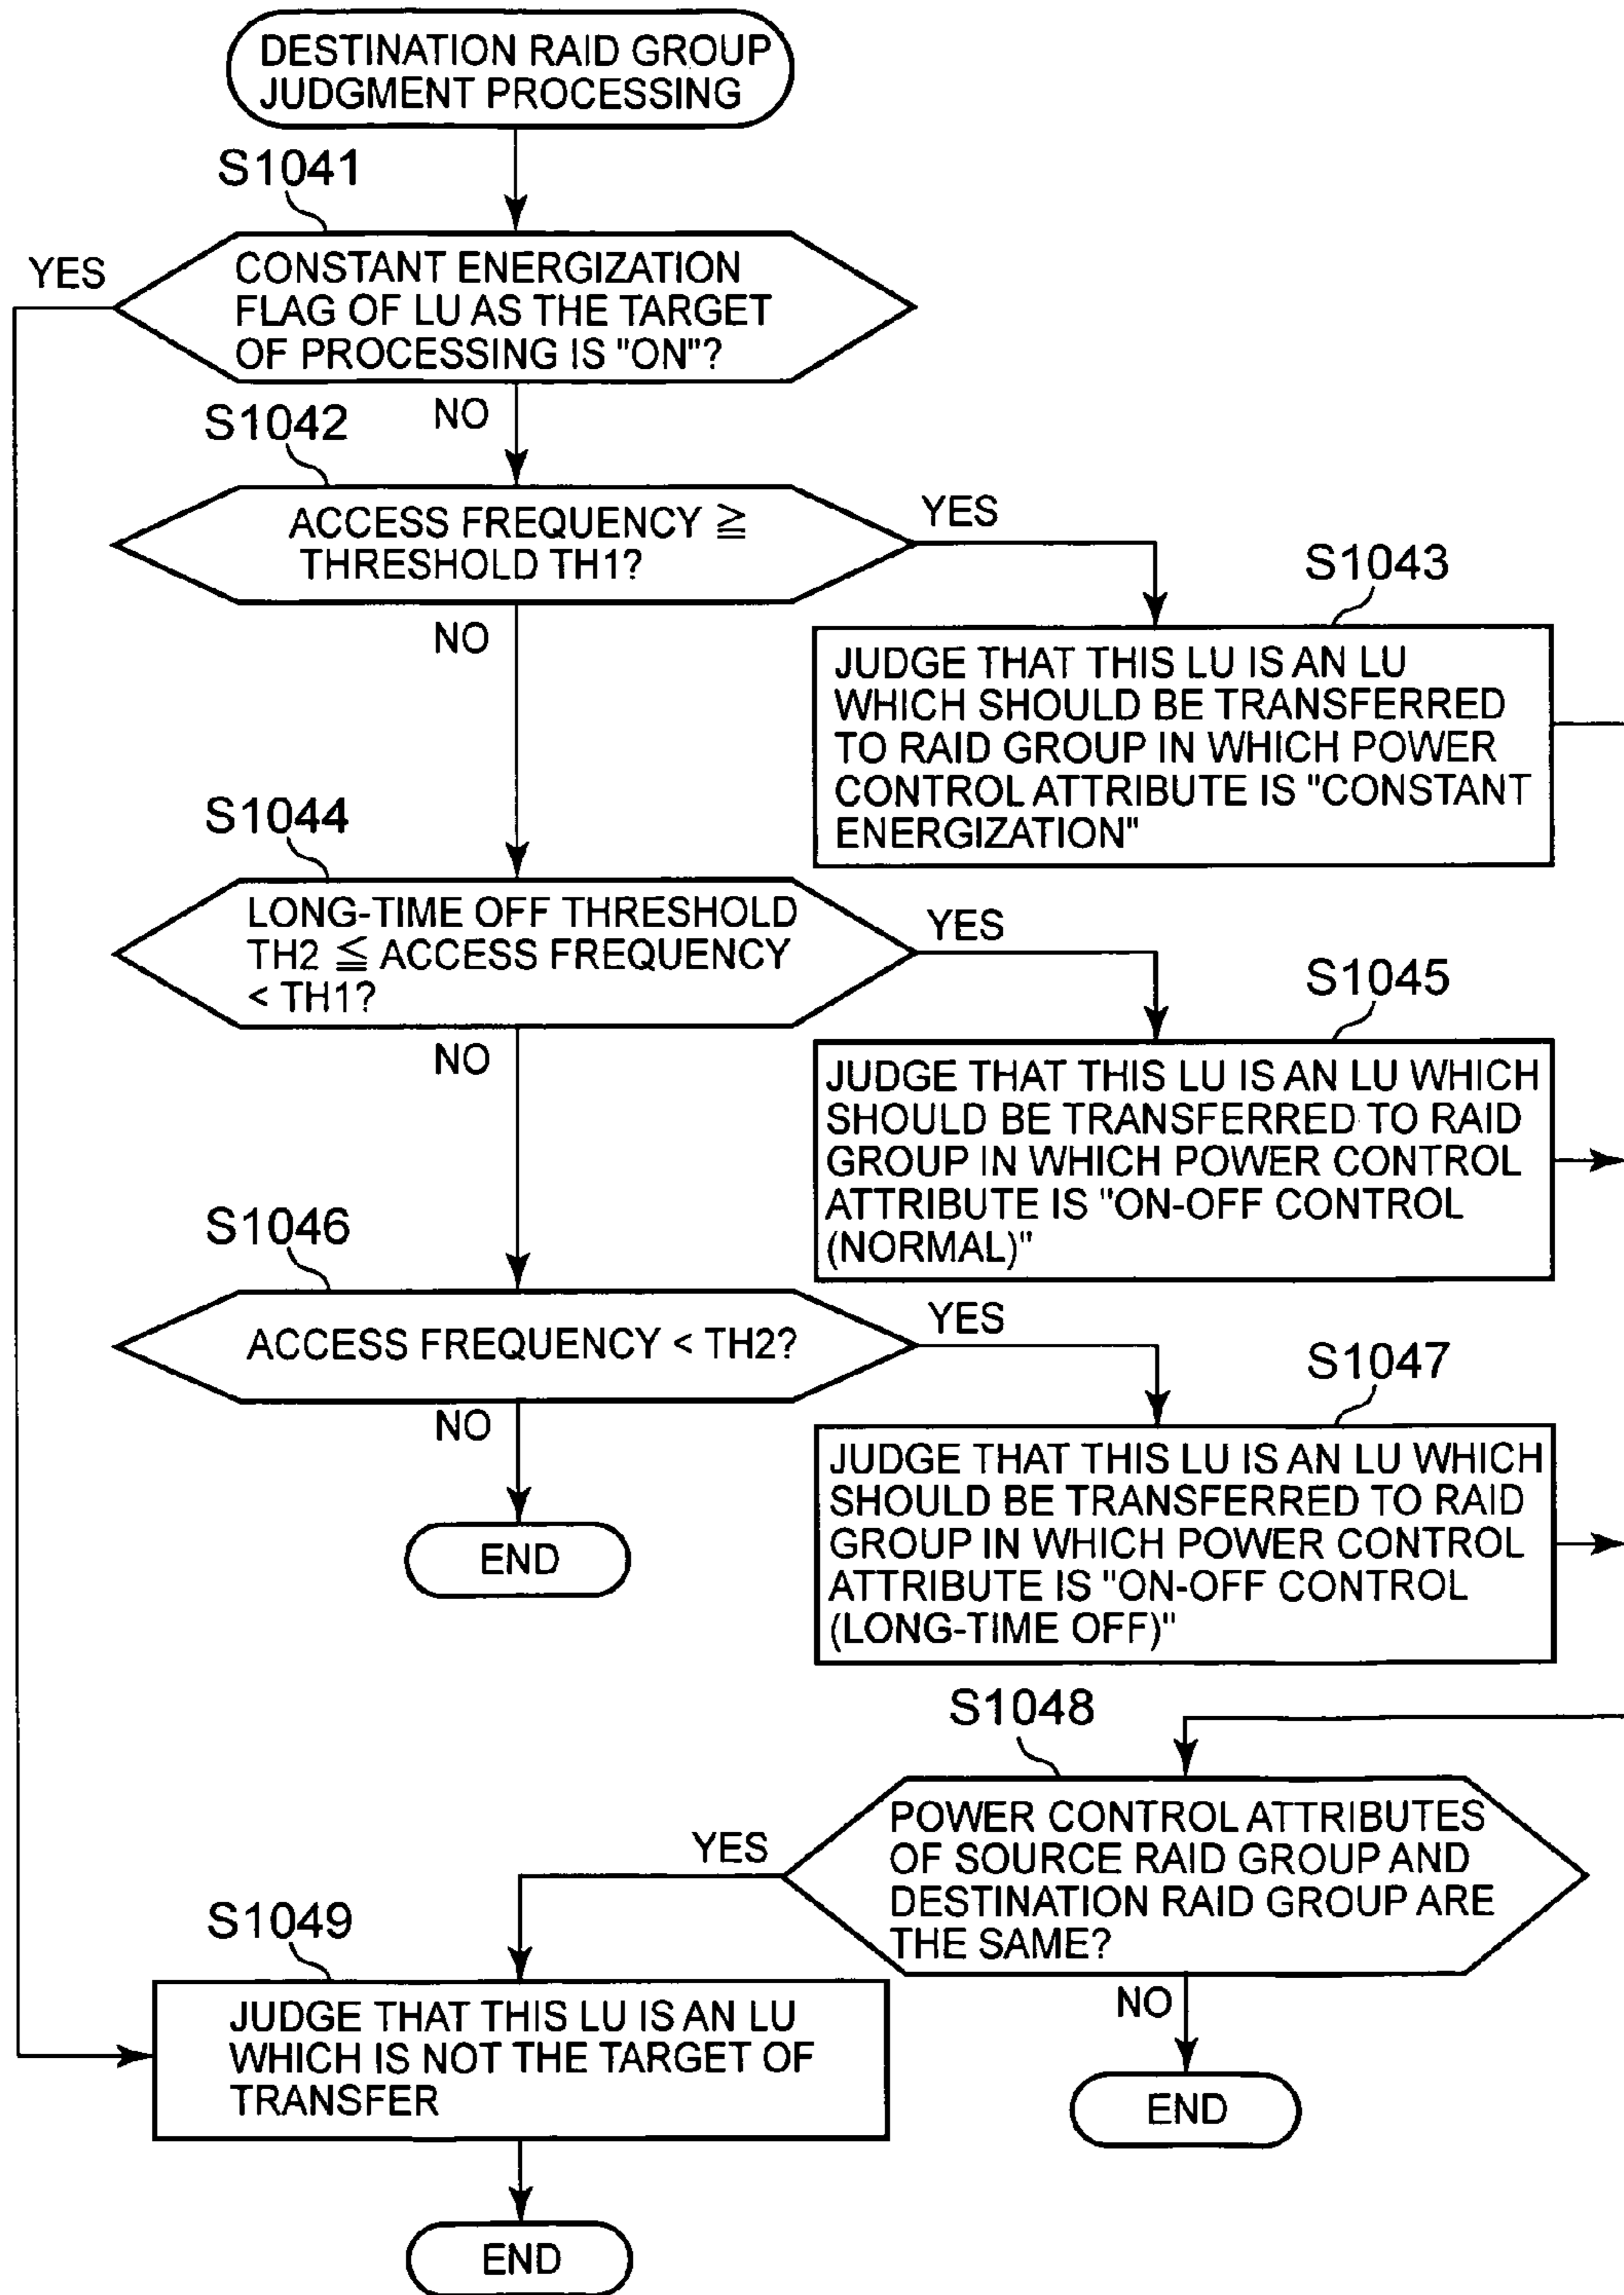 DESTINATION RAID GROUP
JUDGMENT PROCESSING
S1041
YES
CONSTANT ENERGIZATION
FLAG OF LU AS THE TARGET
OF PROCESSING IS "ON"?
NO
S1042
ACCESS FREQUENCY ≧
THRESHOLD TH1?
YES
NO
S1043
JUDGE THAT THIS LU IS AN LU
WHICH SHOULD BE TRANSFERRED
TO RAID GROUP IN WHICH POWER
CONTROL ATTRIBUTE IS "CONSTANT
ENERGIZATION"
S1044
LONG-TIME OFF THRESHOLD
TH2 ≦ ACCESS FREQUENCY
< TH1?
YES
NO
S1045
JUDGE THAT THIS LU IS AN LU WHICH
SHOULD BE TRANSFERRED TO RAID
GROUP IN WHICH POWER CONTROL
ATTRIBUTE IS "ON-OFF CONTROL
(NORMAL)"
S1046
ACCESS FREQUENCY < TH2?
YES
NO
END
S1047
JUDGE THAT THIS LU IS AN LU WHICH
SHOULD BE TRANSFERRED TO RAID
GROUP IN WHICH POWER CONTROL
ATTRIBUTE IS "ON-OFF CONTROL
(LONG-TIME OFF)"
S1048
POWER CONTROL ATTRIBUTES
OF SOURCE RAID GROUP AND
DESTINATION RAID GROUP ARE
THE SAME?
YES
NO
END
S1049
JUDGE THAT THIS LU IS AN LU
WHICH IS NOT THE TARGET OF
TRANSFER
END